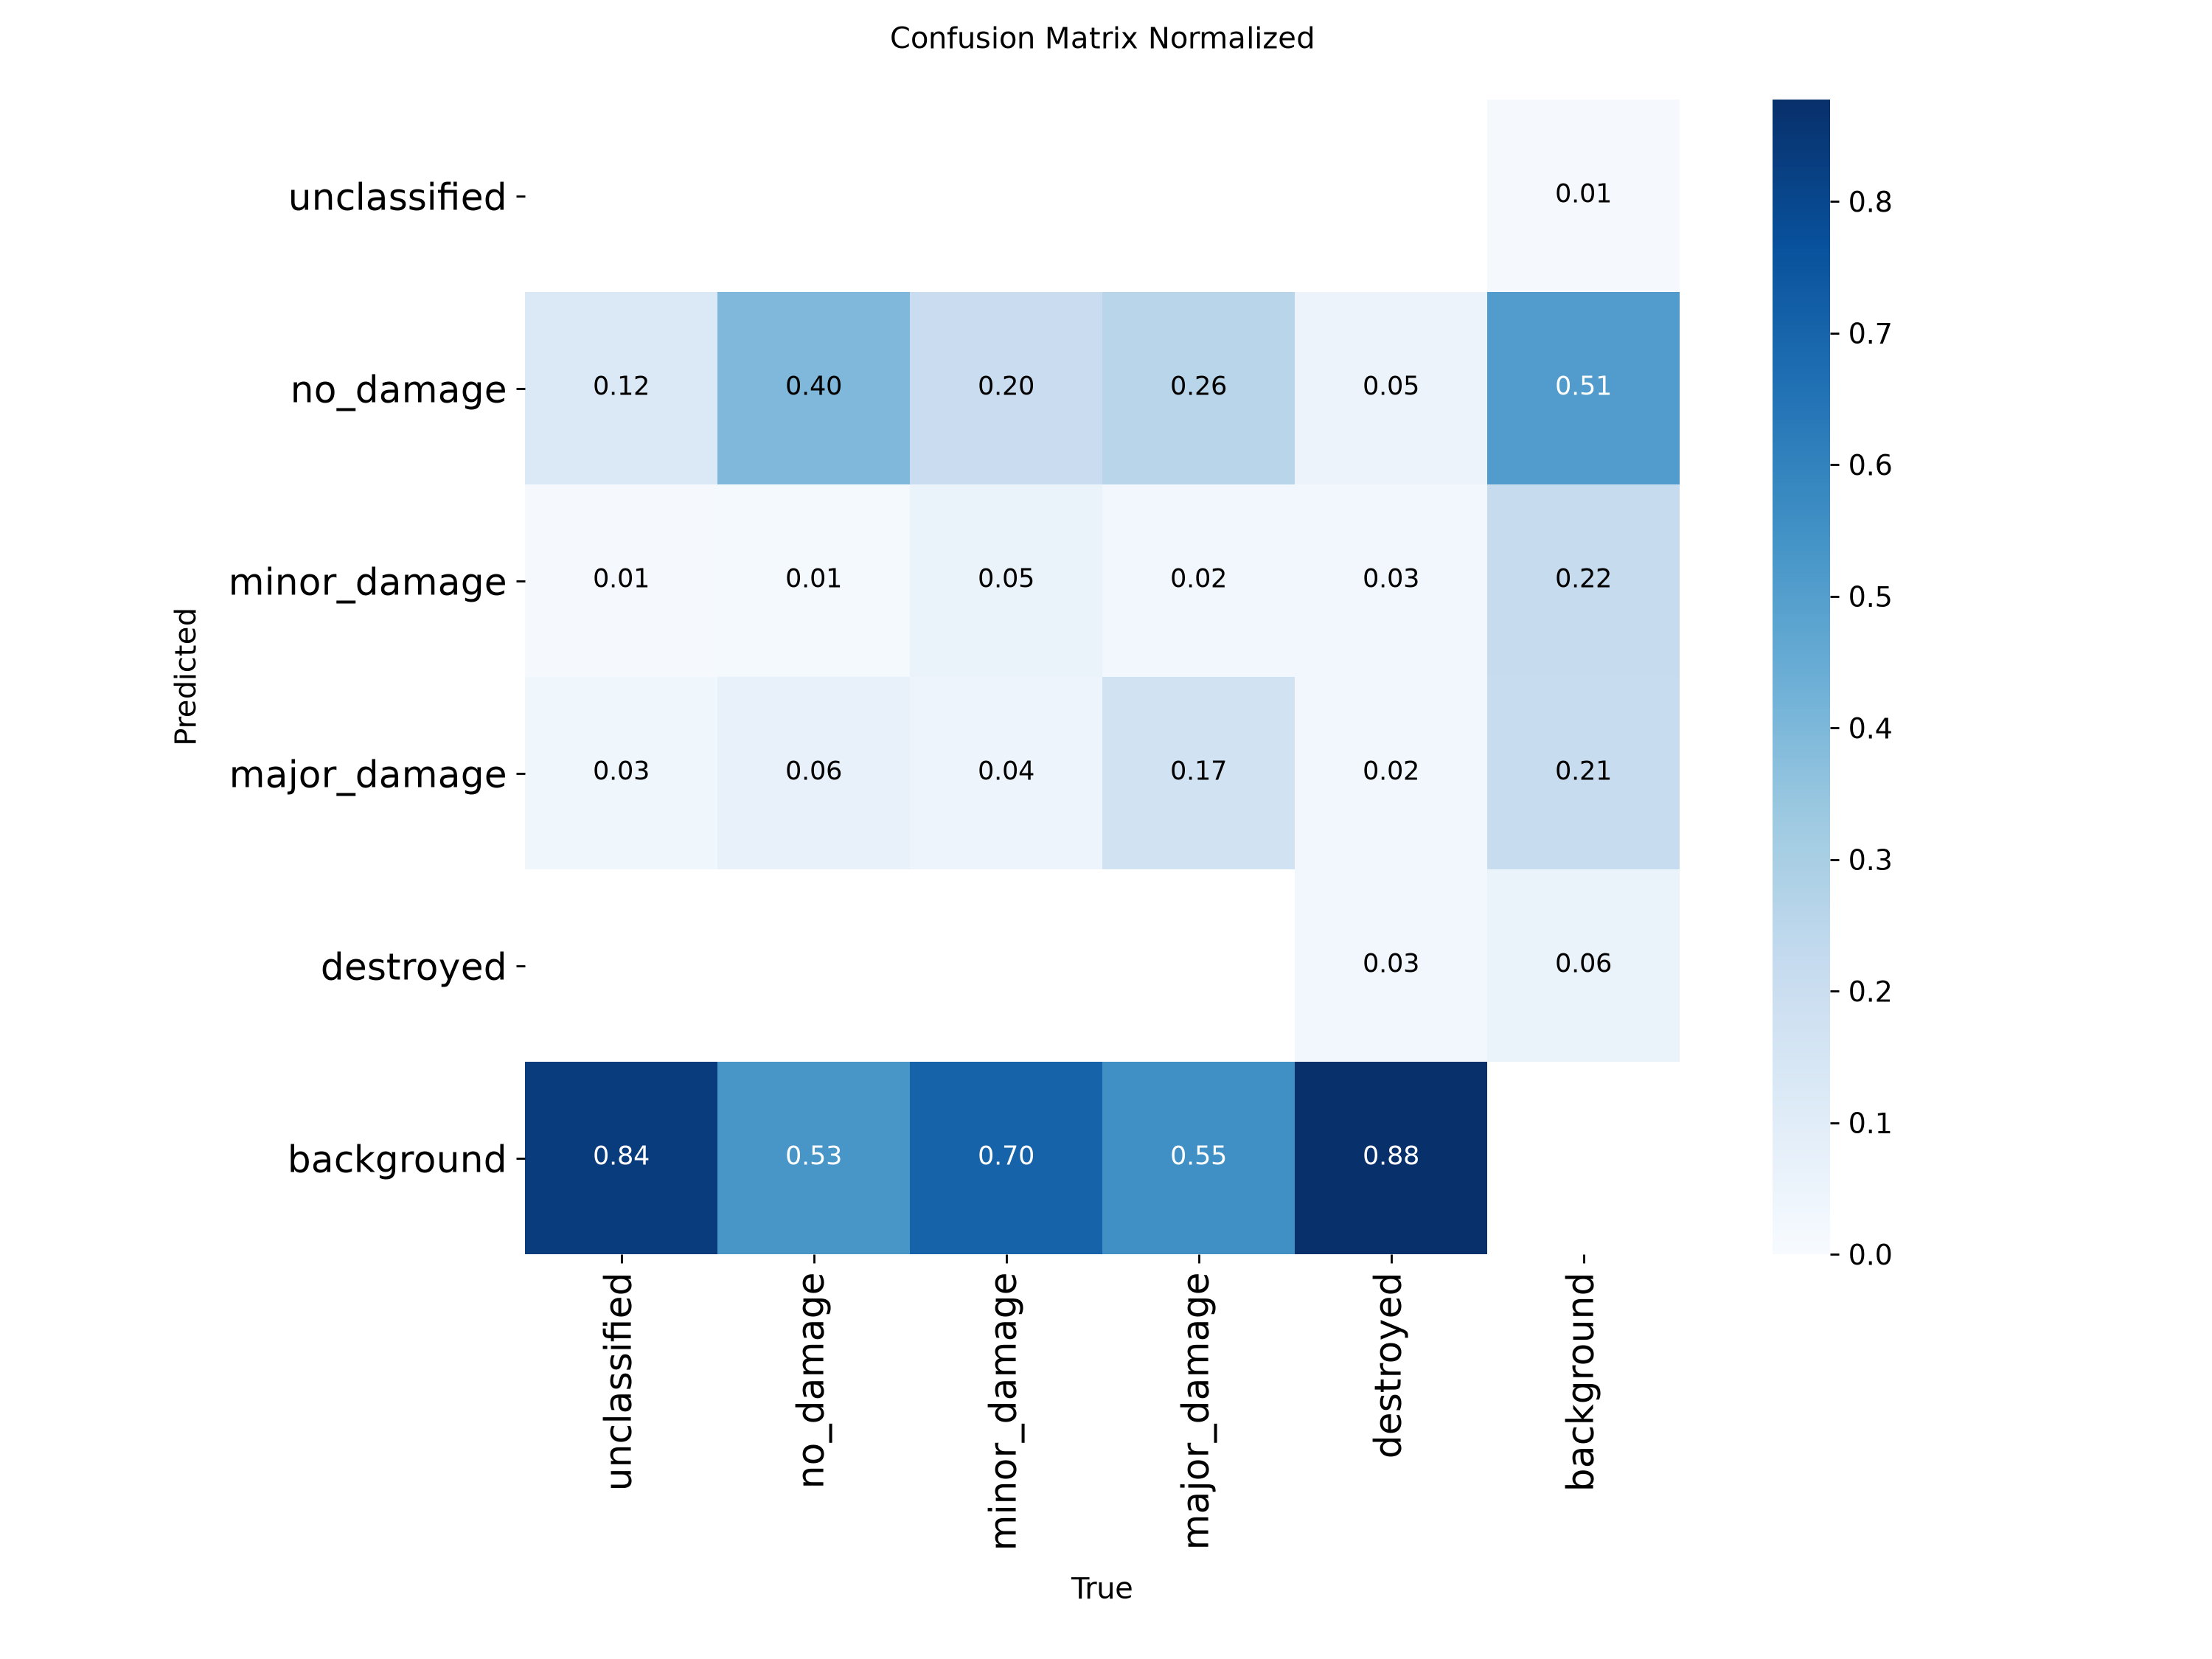 Confusion Matrix Normalized
unclassified
0.01
no_damage
0.12 0.40 0.20 0.26 0.05 0.51
minor_damage
0.01 0.01 0.05 0.02 0.03 0.22
major_damage
0.03 0.06 0.04 0.17 0.02 0.21
destroyed
0.03 0.06
background
0.84 0.53 0.70 0.55 0.88
Predicted
unclassified
no_damage
minor_damage
major_damage
destroyed
background
True
0.8
0.7
0.6
0.5
0.4
0.3
0.2
0.1
0.0